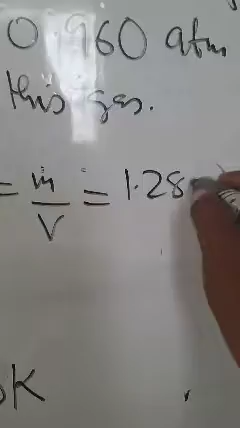 0.960 atm
this gas.
= m/V = 1.28
K